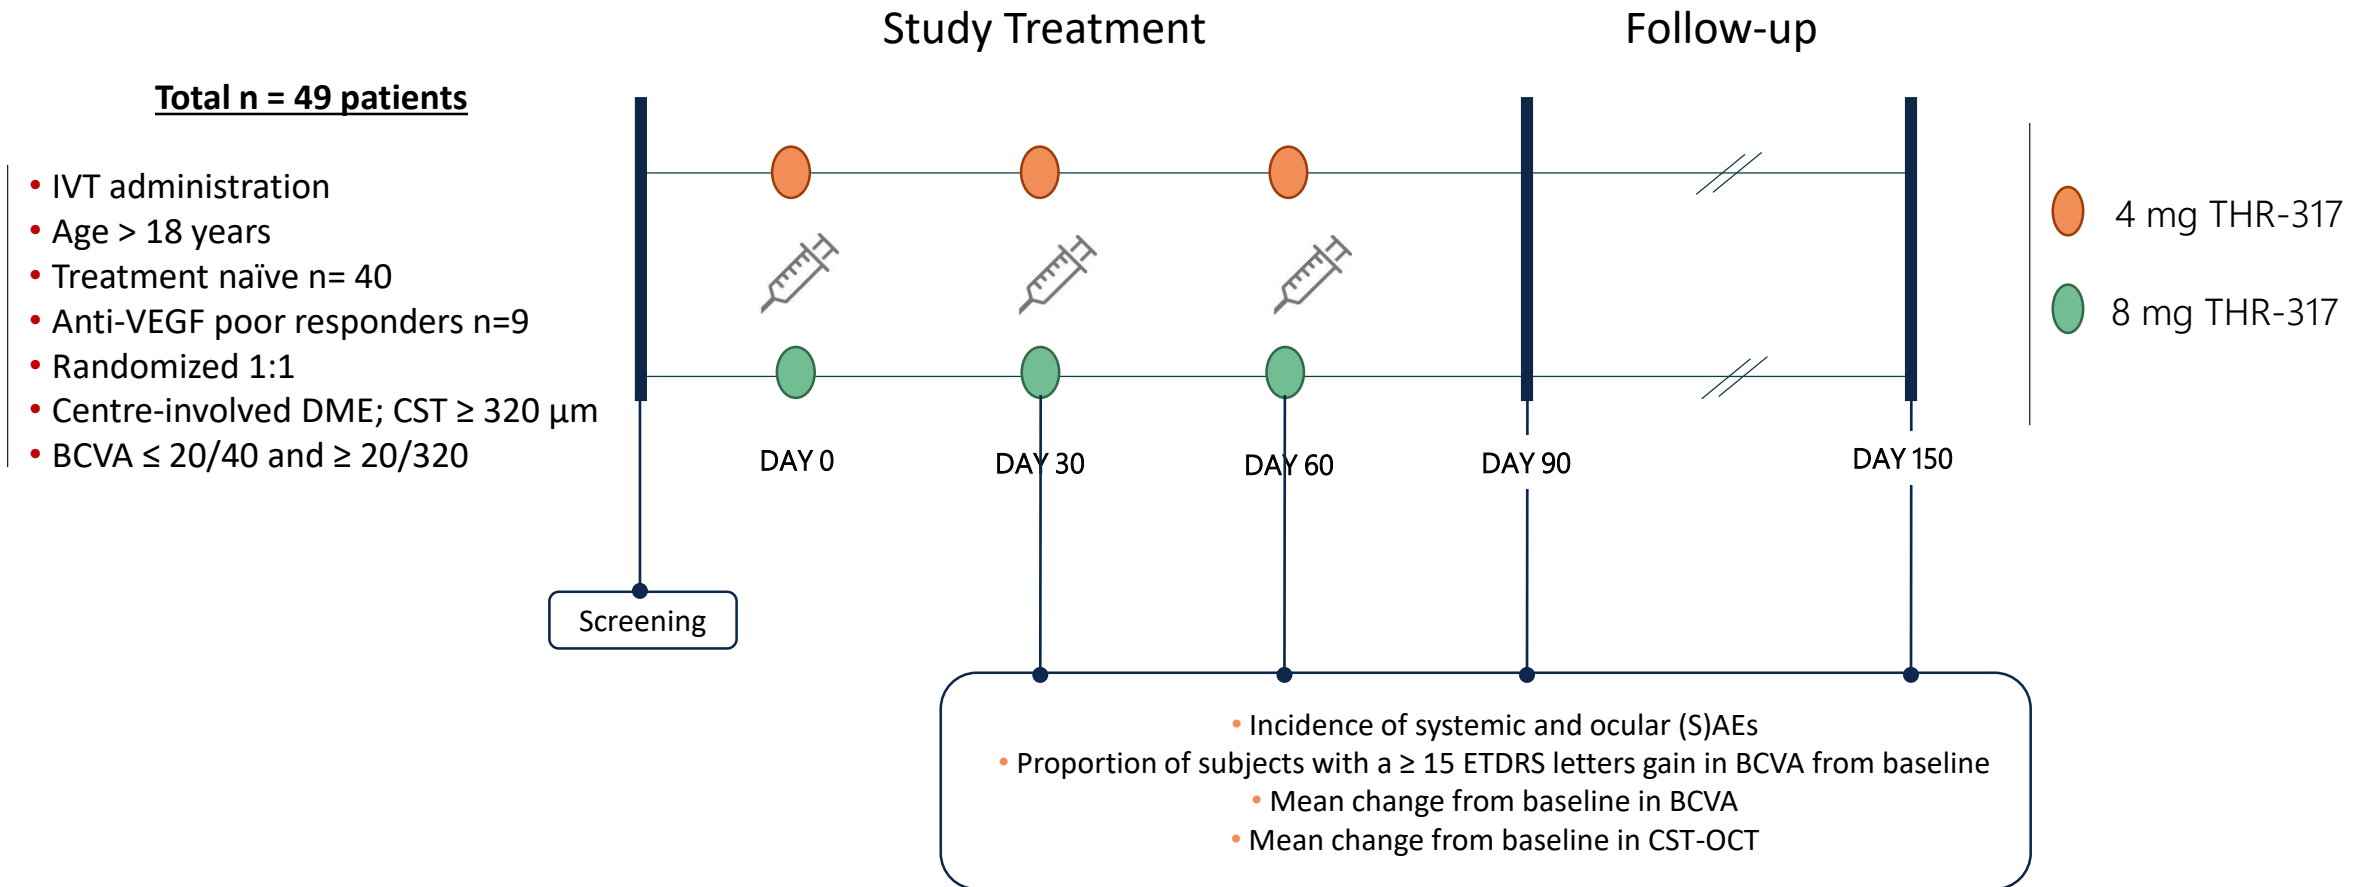 Study Treatment
Follow-up
Total n = 49 patients
• IVT administration
• Age > 18 years
• Treatment naïve n= 40
• Anti-VEGF poor responders n=9
• Randomized 1:1
• Centre-involved DME; CST ≥ 320 µm
• BCVA ≤ 20/40 and ≥ 20/320
4 mg THR-317
8 mg THR-317
DAY 0
DAY 30
DAY 60
DAY 90
DAY 150
Screening
• Incidence of systemic and ocular (S)AEs
• Proportion of subjects with a ≥ 15 ETDRS letters gain in BCVA from baseline
• Mean change from baseline in BCVA
• Mean change from baseline in CST-OCT